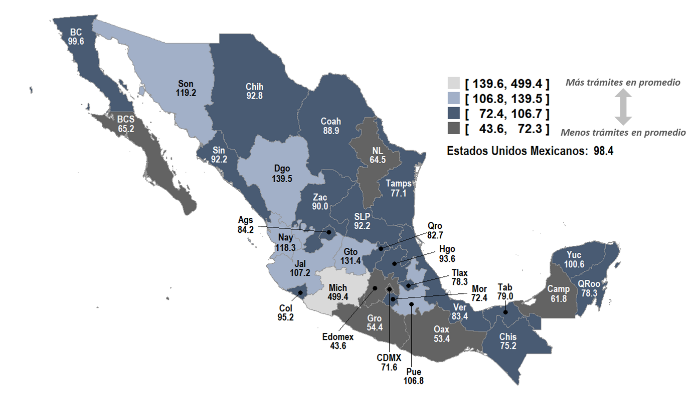 BC
99.6
Son
119.2
Chih
92.8
[ 139.6, 499.4 ]
Más trámites en promedio
[ 106.8, 139.5 ]
[ 72.4, 106.7 ]
[ 43.6, 72.3 ]
Menos trámites en promedio
Estados Unidos Mexicanos: 98.4
BCS
65.2
Coah
88.9
Sin
92.2
NL
64.5
Dgo
139.5
Tamps
77.1
Zac
90.0
SLP
92.2
Ags
84.2
Qro
82.7
Nay
118.3
Hgo
93.6
Gto
131.4
Jal
107.2
Tlax
78.3
Yuc
100.6
Mich
499.4
Mor
72.4
Tab
79.0
Camp
61.8
QRoo
78.3
Col
95.2
Ver
83.4
Gro
54.4
Oax
53.4
Chis
75.2
Edomex
43.6
CDMX
71.6
Pue
106.8